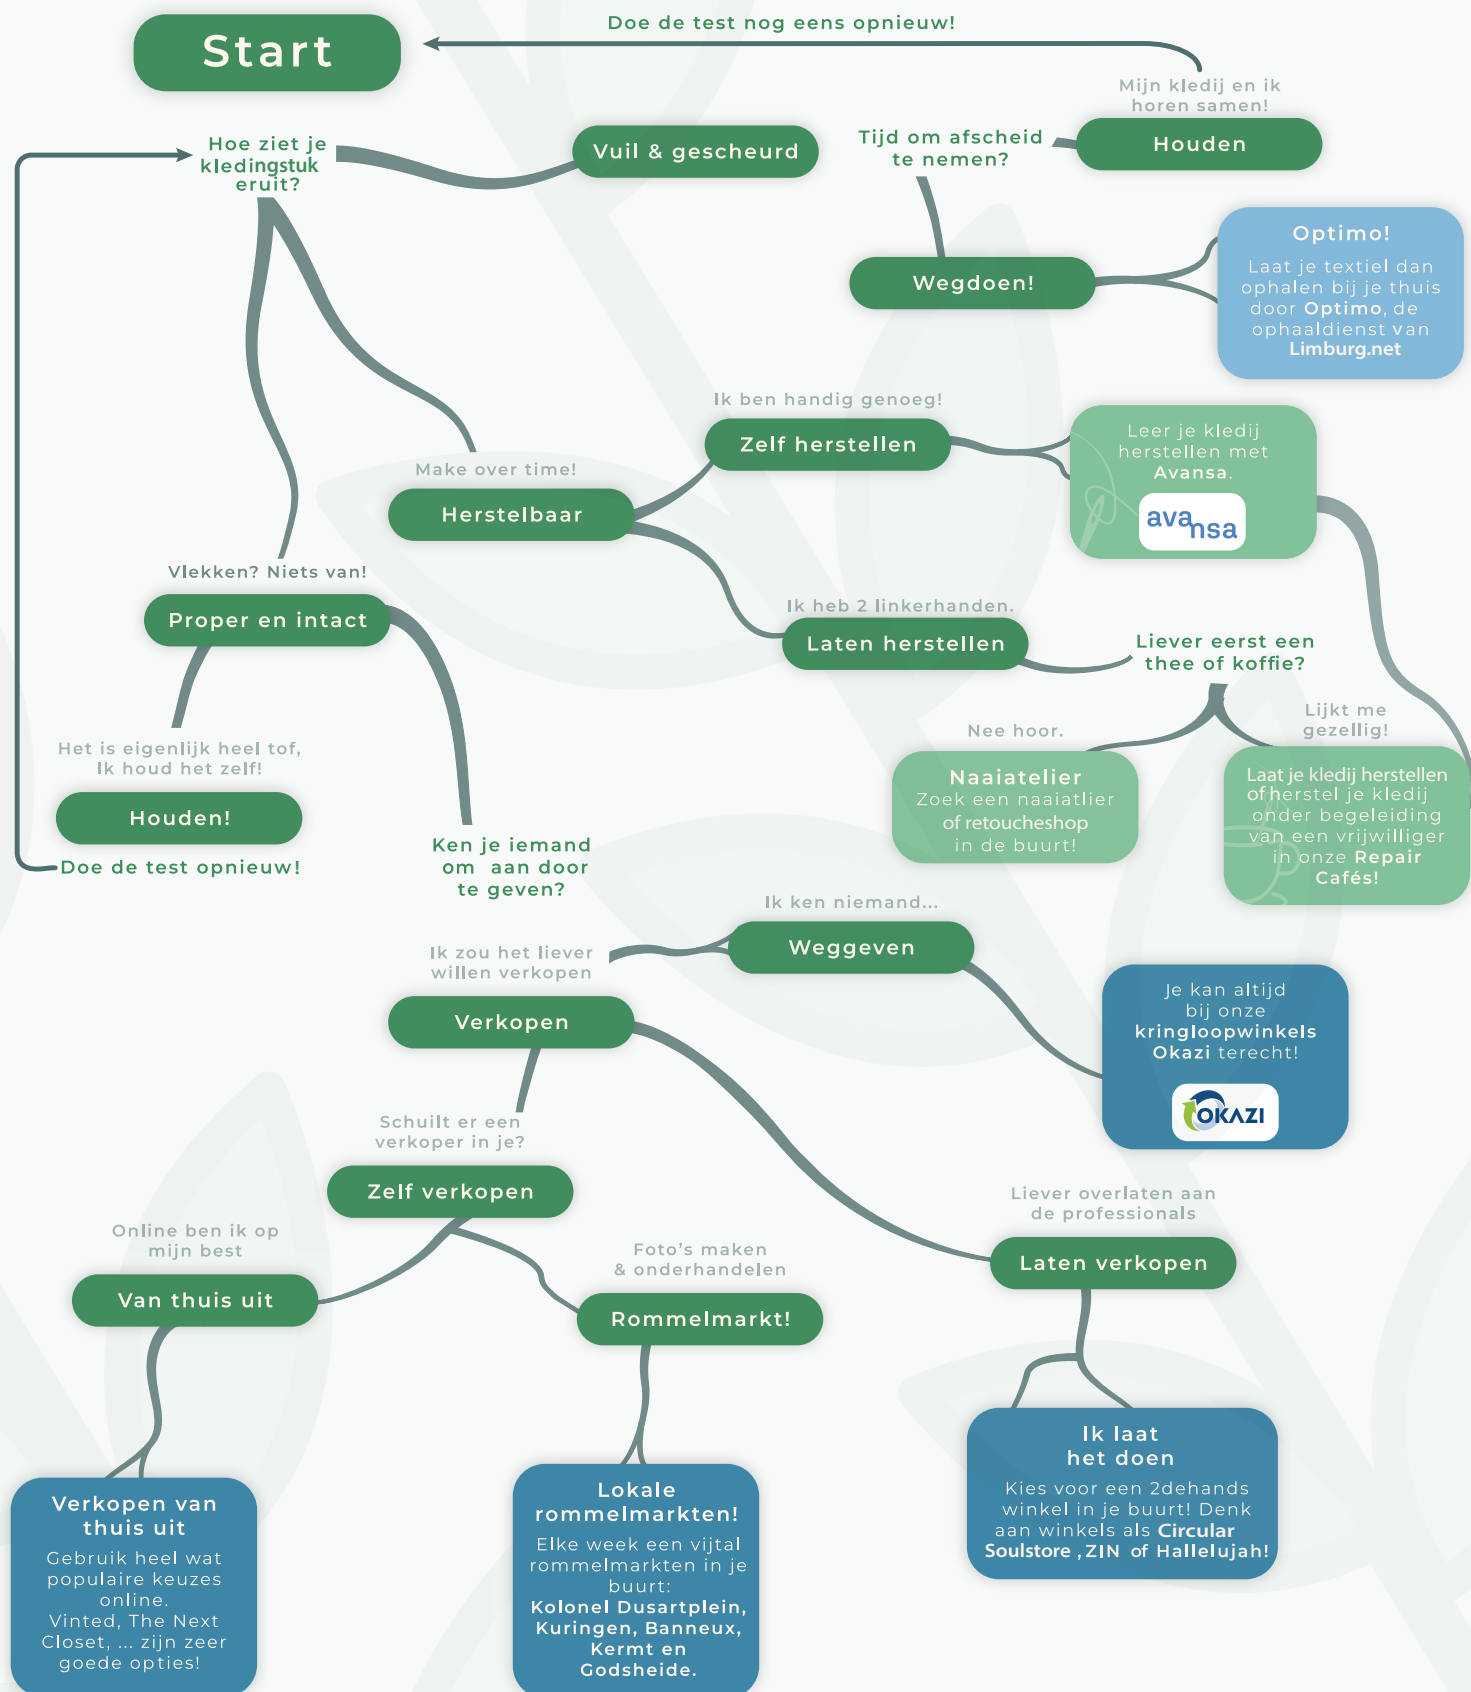 Doe de test nog eens opnieuw!
Start
Mijn kledij en ik
horen samen!
Houden
Tijd om afscheid
te nemen?
Hoe ziet je
kledingstuk
eruit?
Vuil & gescheurd
Wegdoen!
Optimo!
Laat je textiel dan
ophalen bij je thuis
door Optimo, de
ophaaldienst van
Limburg.net
Ik ben handig genoeg!
Zelf herstellen
Leer je kledij
herstellen met
Avansa.
avansa
Make over time!
Herstelbaar
Vlekken? Niets van!
Proper en intact
Ik heb 2 linkerhanden.
Laten herstellen
Liever eerst een
thee of koffie?
Nee hoor.
Naaiatelier
Zoek een naaiatlier
of retoucheshop
in de buurt!
Lijkt me
gezellig!
Laat je kledij herstellen
of herstel je kledij
onder begeleiding
van een vrijwilliger
in onze Repair
Cafés!
Het is eigenlijk heel tof,
Ik houd het zelf!
Houden!
Doe de test opnieuw!
Ken je iemand
om aan door
te geven?
Ik ken niemand...
Weggeven
Ik zou het liever
willen verkopen
Verkopen
Je kan altijd
bij onze
kringloopwinkels
Okazi terecht!
OKAZI
Schuilt er een
verkoper in je?
Zelf verkopen
Online ben ik op
mijn best
Van thuis uit
Foto's maken
& onderhandelen
Rommelmarkt!
Liever overlaten aan
de professionals
Laten verkopen
Verkopen van
thuis uit
Gebruik heel wat
populaire keuzes
online.
Vinted, The Next
Closet, ... zijn zeer
goede opties!
Lokale
rommelmarkten!
Elke week een vijtal
rommelmarkten in je
buurt:
Kolonel Dusartplein,
Kuringen, Banneux,
Kermt en
Godsheide.
Ik laat
het doen
Kies voor een 2dehands
winkel in je buurt! Denk
aan winkels als Circular
Soulstore , ZIN of Hallelujah!